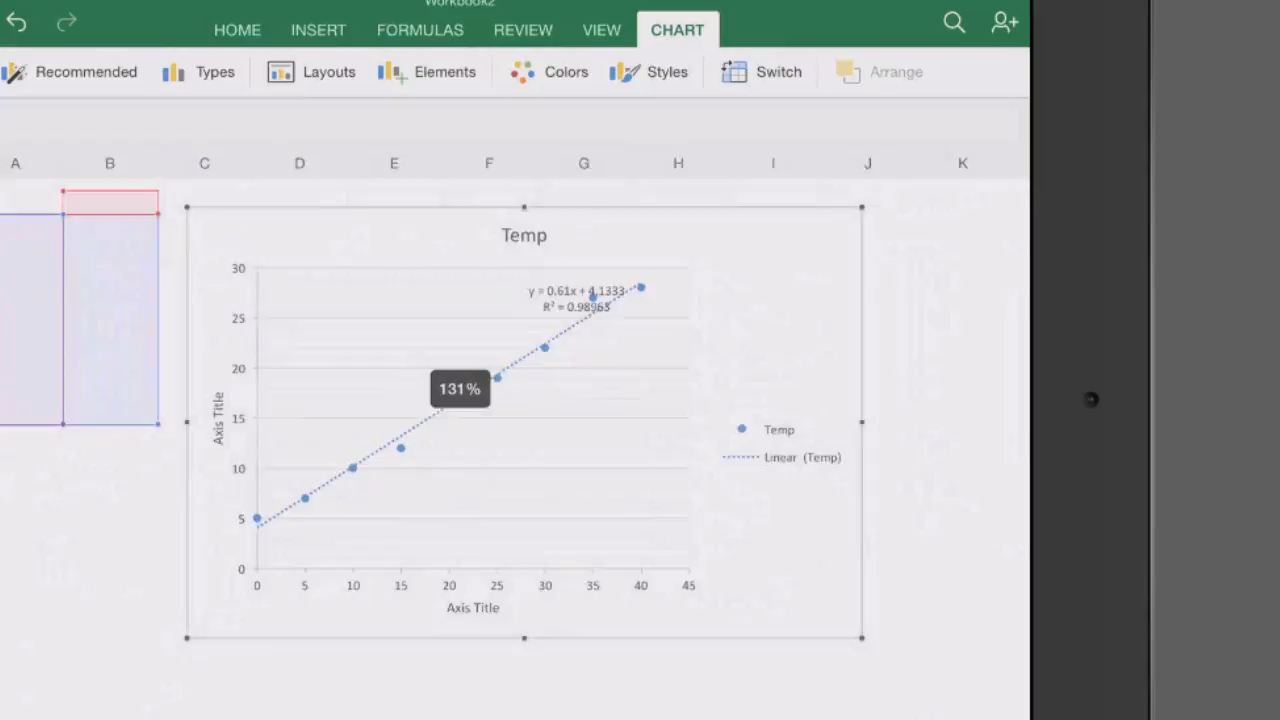 Workbook2
HOME INSERT FORMULAS REVIEW VIEW CHART
Recommended Types Layouts Elements Colors Styles Switch Arrange
A B C D E F G H I J K
Temp
30
y = 0.61x + 4.1333
R² = 0.98963
25
20
131%
15
Axis Title
10
5
0
Temp
Linear (Temp)
0 5 10 15 20 25 30 35 40 45
Axis Title